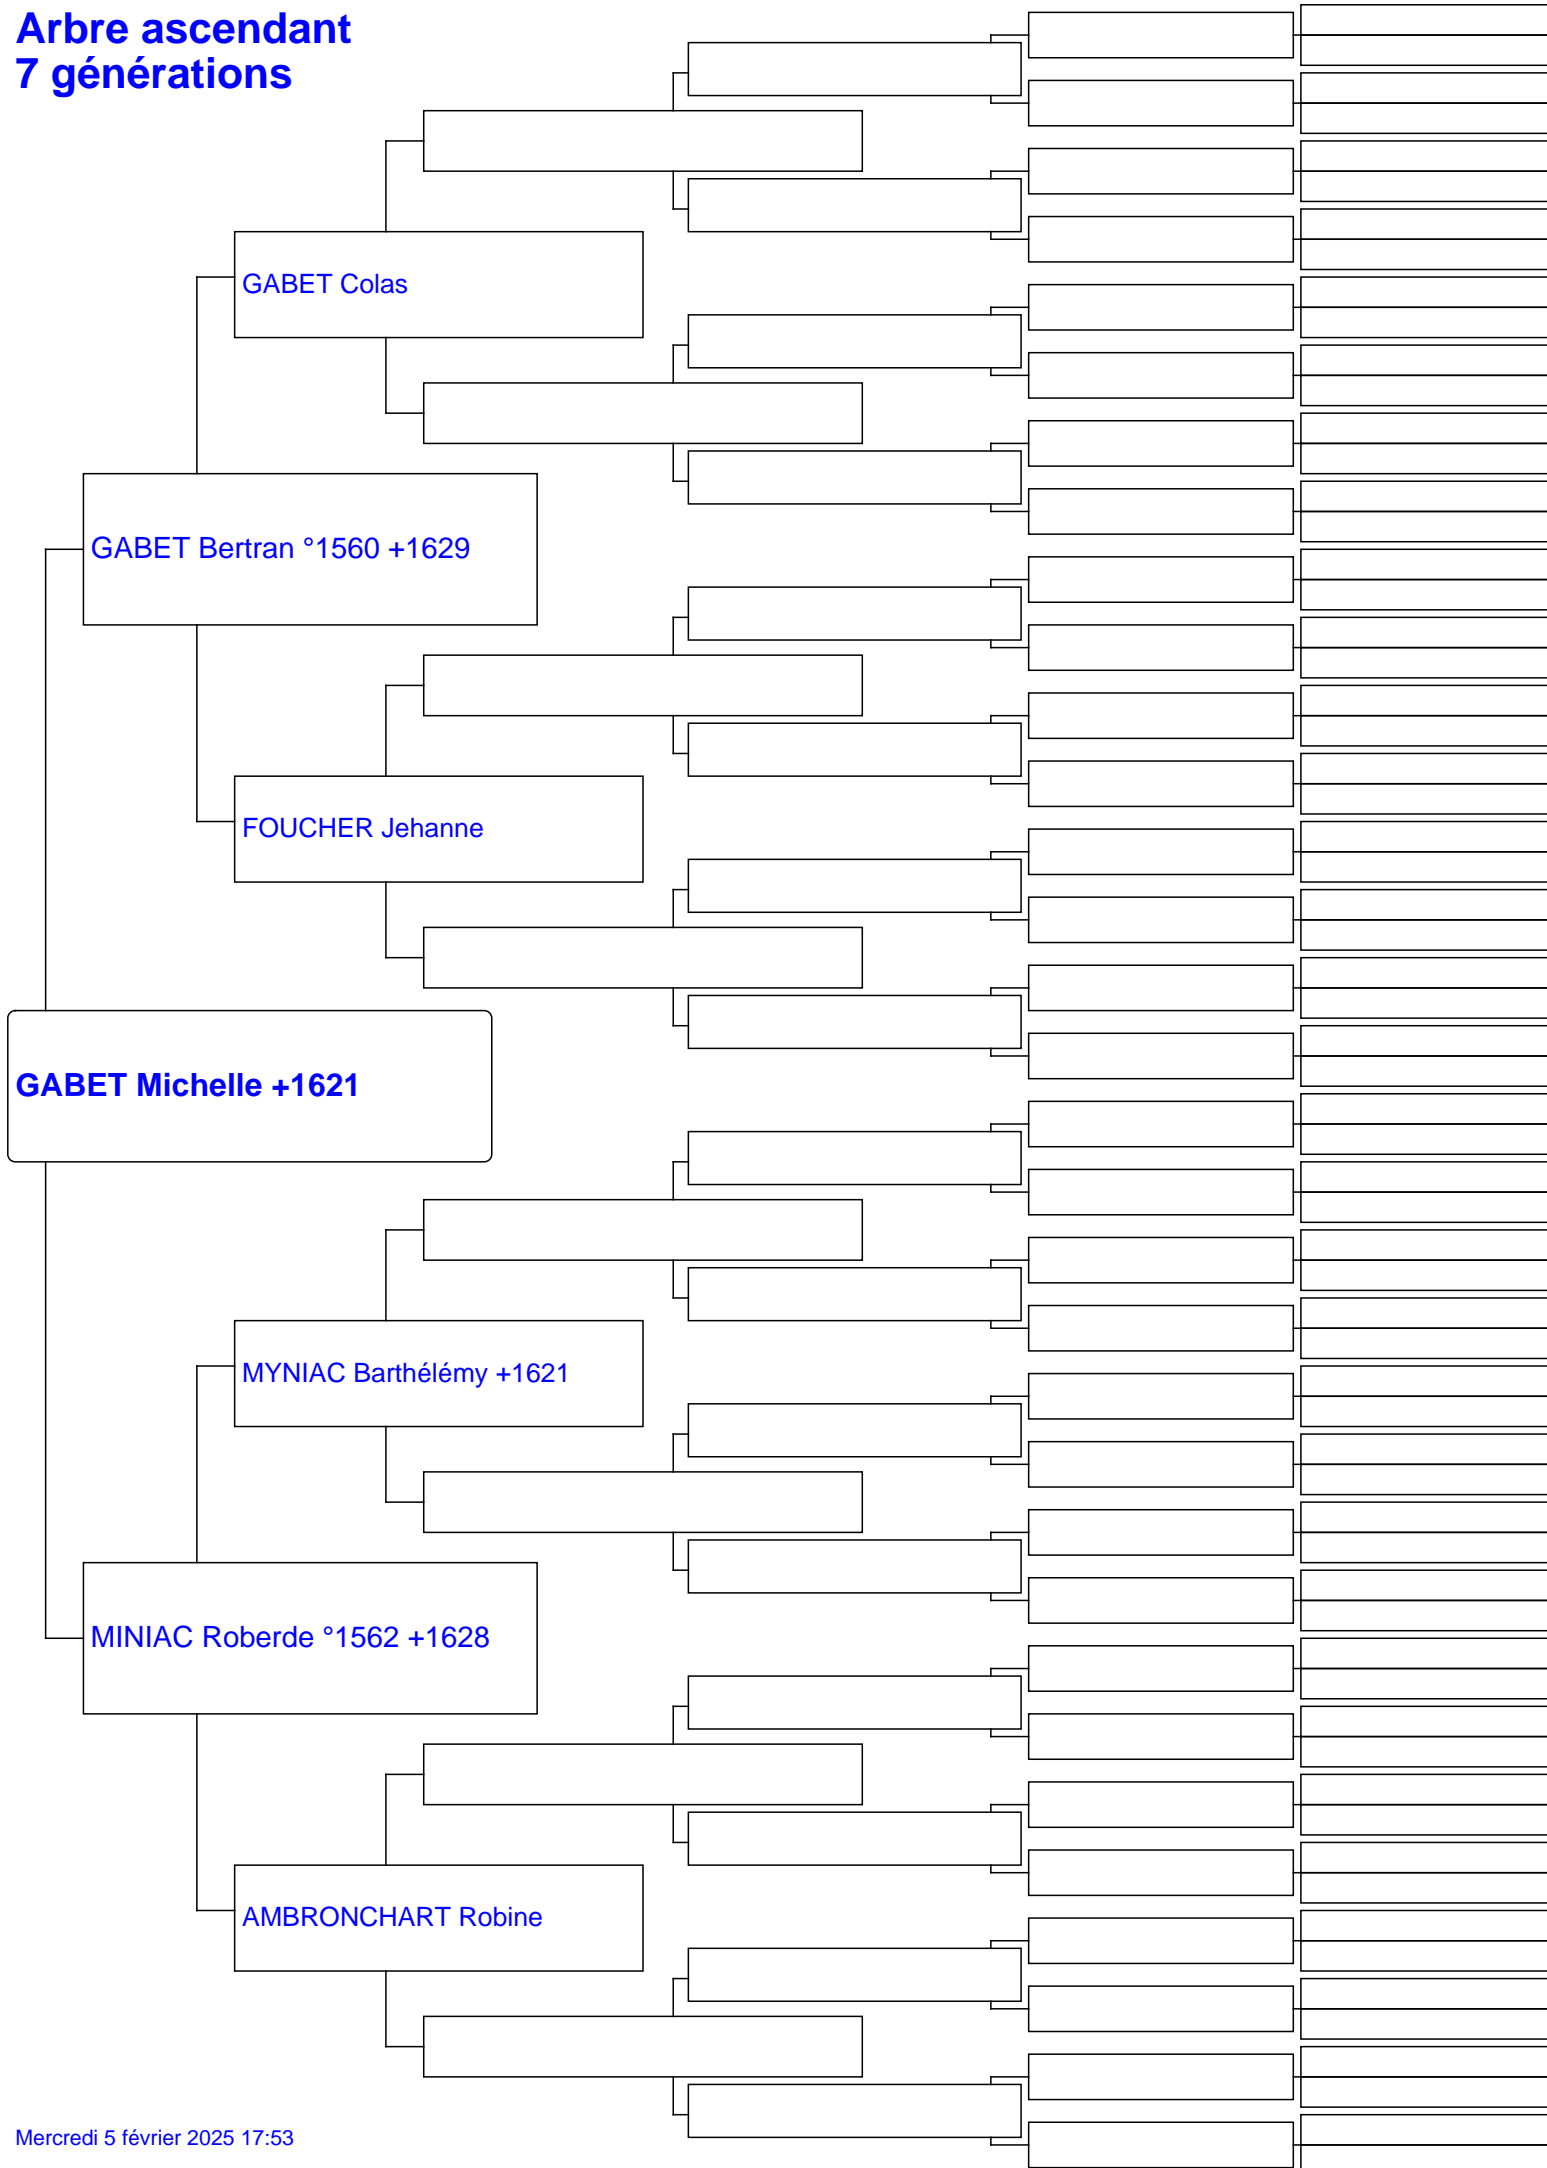 Arbre ascendant
7 générations
GABET Colas
GABET Bertran °1560 +1629
FOUCHER Jehanne
GABET Michelle +1621
MYNIAC Barthélémy +1621
MINIAC Roberde °1562 +1628
AMBRONCHART Robine
Mercredi 5 février 2025 17:53